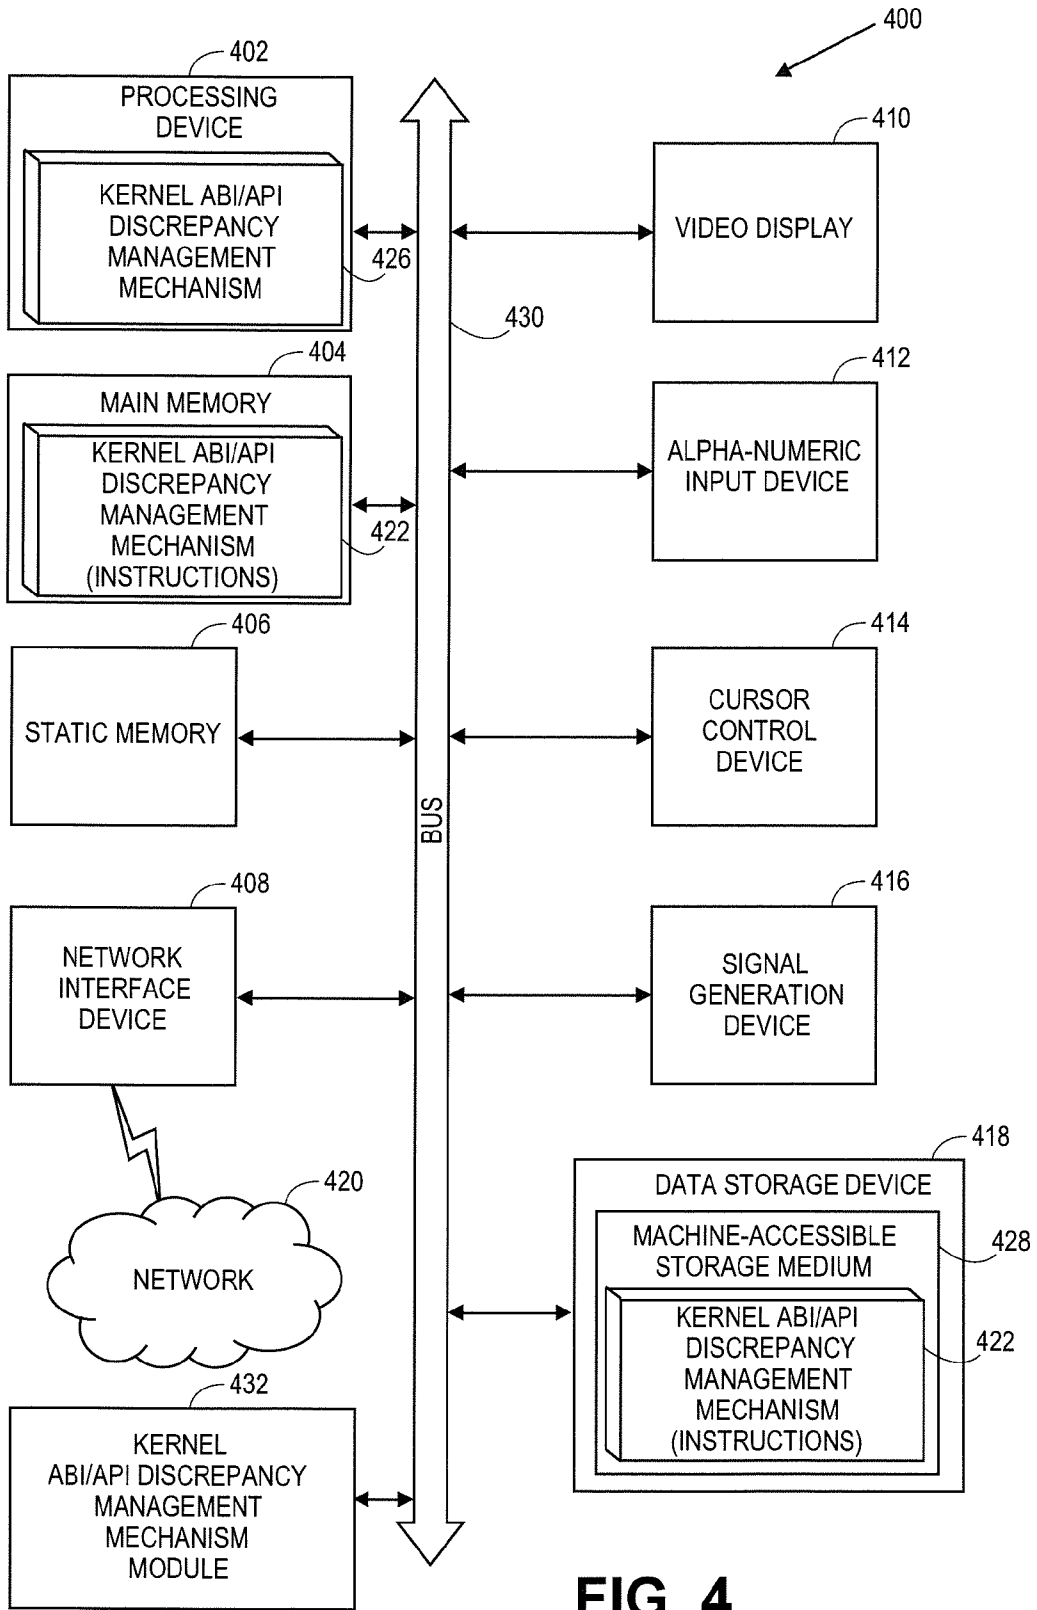 400
402
PROCESSING
DEVICE
KERNEL ABI/API
DISCREPANCY
MANAGEMENT
MECHANISM
426
404
MAIN MEMORY
KERNEL ABI/API
DISCREPANCY
MANAGEMENT
MECHANISM
(INSTRUCTIONS)
422
406
STATIC MEMORY
408
NETWORK
INTERFACE
DEVICE
420
NETWORK
432
KERNEL
ABI/API DISCREPANCY
MANAGEMENT
MECHANISM
MODULE
430
BUS
410
VIDEO DISPLAY
412
ALPHA-NUMERIC
INPUT DEVICE
414
CURSOR
CONTROL
DEVICE
416
SIGNAL
GENERATION
DEVICE
418
DATA STORAGE DEVICE
MACHINE-ACCESSIBLE
STORAGE MEDIUM
428
KERNEL ABI/API
DISCREPANCY
MANAGEMENT
MECHANISM
(INSTRUCTIONS)
422
FIG. 4